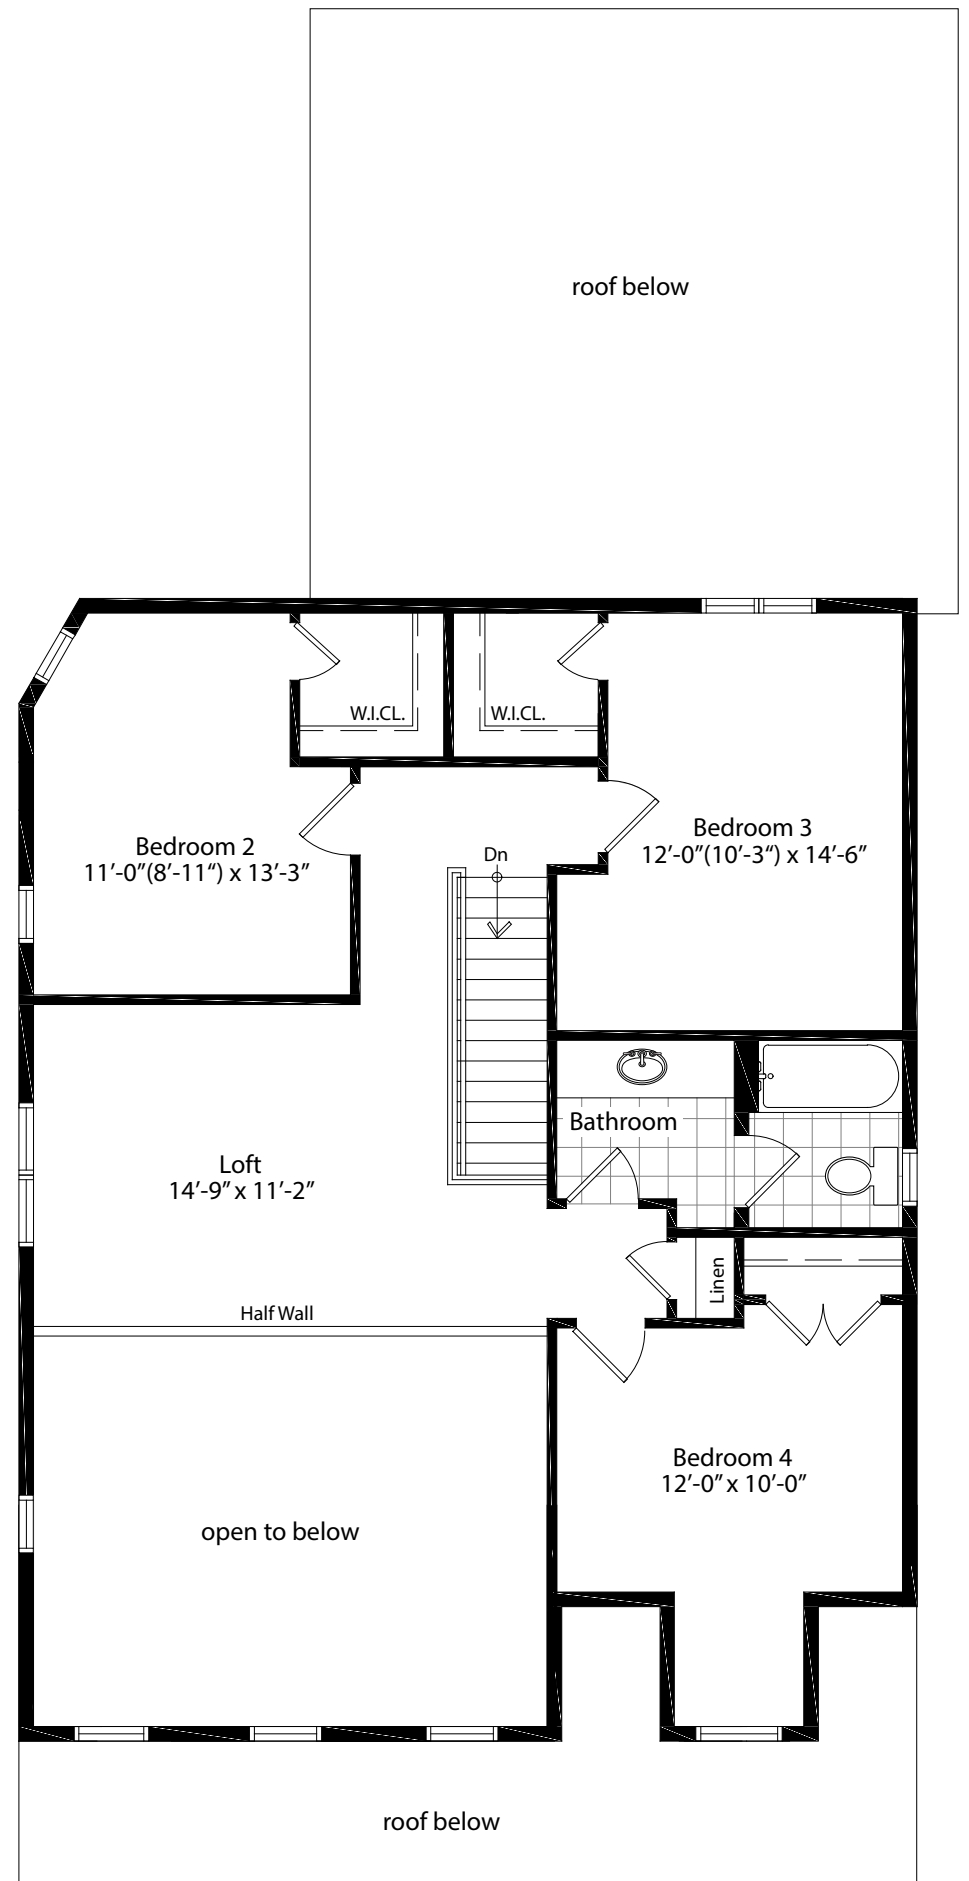 roof below
W.I.CL.
W.I.CL.
Bedroom 2
11’-0”(8’-11“) x 13’-3”
Dn
Bedroom 3
12’-0”(10’-3“) x 14’-6”
Bathroom
Loft
14’-9” x 11’-2”
Linen
Half Wall
Bedroom 4
12’-0” x 10’-0”
open to below
roof below